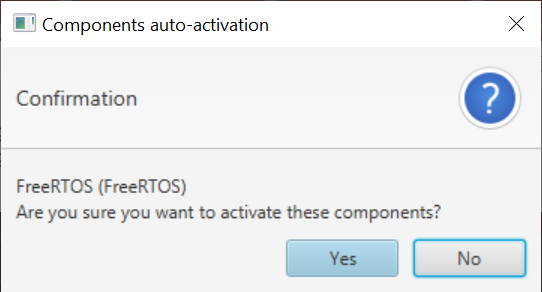 Components auto-activation
Confirmation
?
FreeRTOS (FreeRTOS)
Are you sure you want to activate these components?
Yes
No